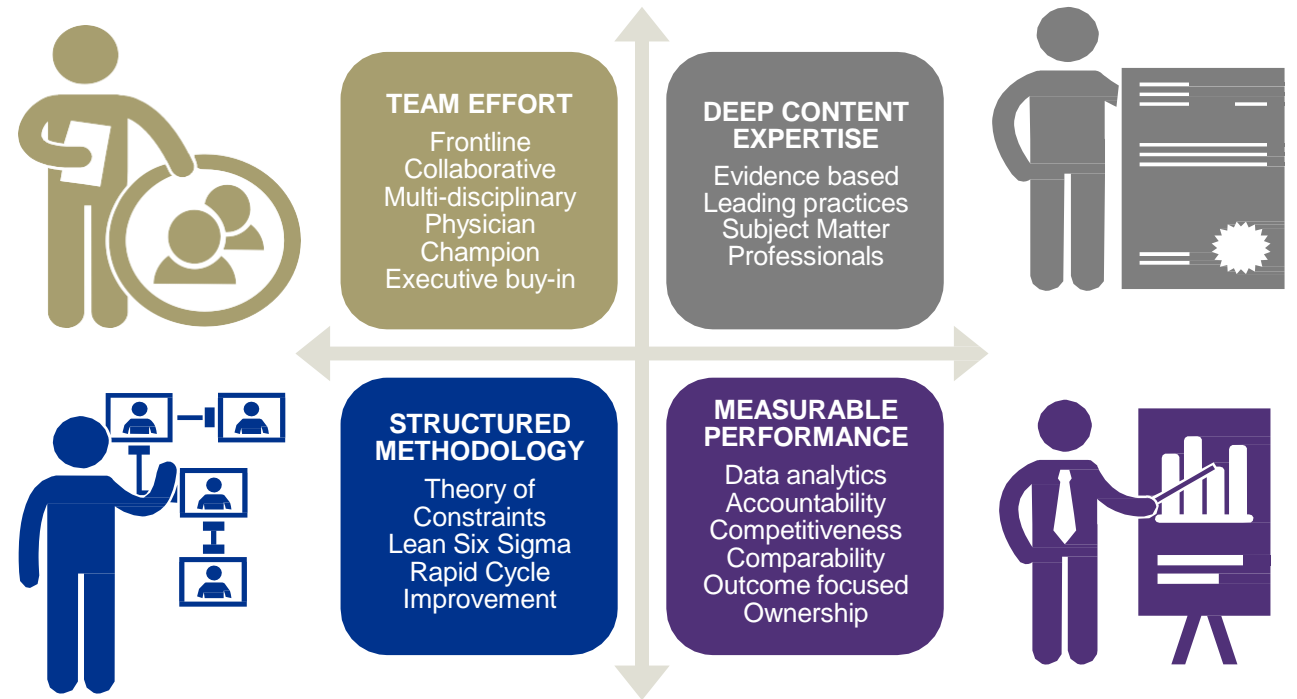 TEAM EFFORT
Frontline
Collaborative
Multi-disciplinary
Physician
Champion
Executive buy-in
DEEP CONTENT
EXPERTISE
Evidence based
Leading practices
Subject Matter
Professionals
STRUCTURED
METHODOLOGY
Theory of
Constraints
Lean Six Sigma
Rapid Cycle
Improvement
MEASURABLE
PERFORMANCE
Data analytics
Accountability
Competitiveness
Comparability
Outcome focused
Ownership